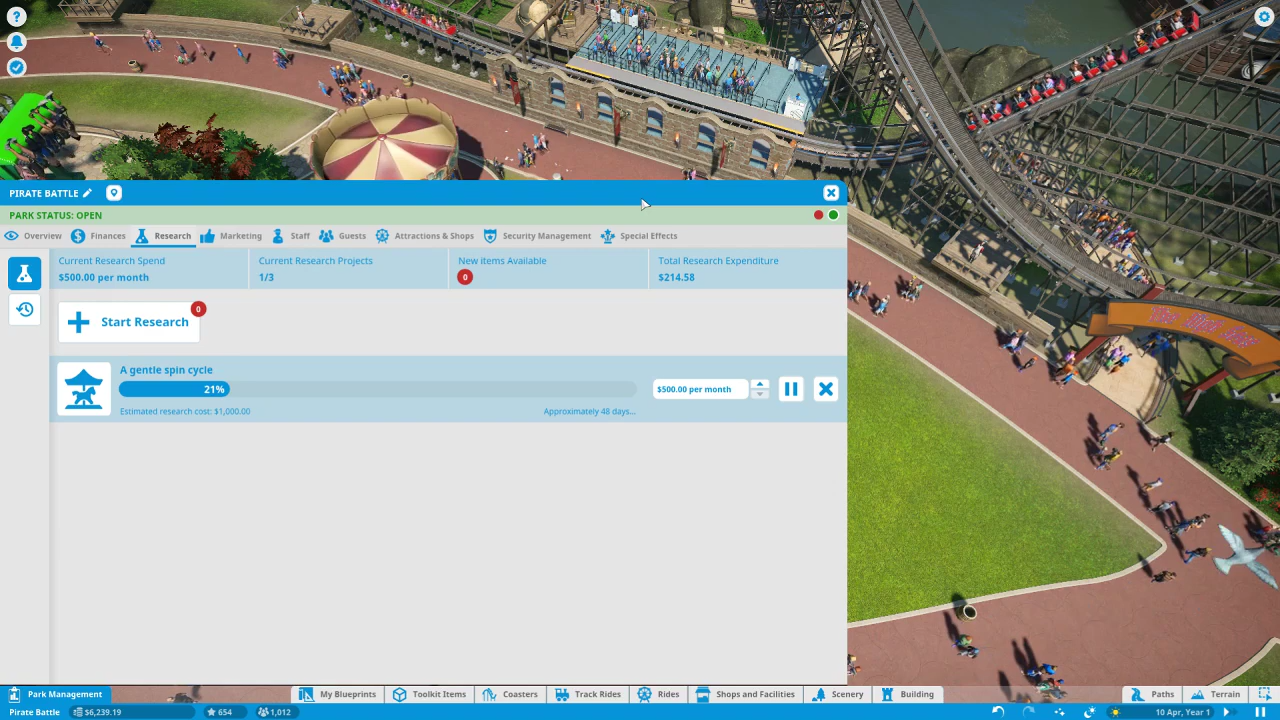 PIRATE BATTLE
PARK STATUS: OPEN
Overview Finances Research Marketing Staff Guests Attractions & Shops Security Management Special Effects
Current Research Spend
$500.00 per month
Current Research Projects
1/3
New items Available
0
Total Research Expenditure
$214.58
Start Research
0
A gentle spin cycle
21%
$500.00 per month
Estimated research cost: $1,000.00
Approximately 48 days...
Park Management My Blueprints Toolkit Items Coasters Track Rides Rides Shops and Facilities Scenery Building Paths Terrain
Pirate Battle $6,239.19 654 1,012 10 Apr, Year 1